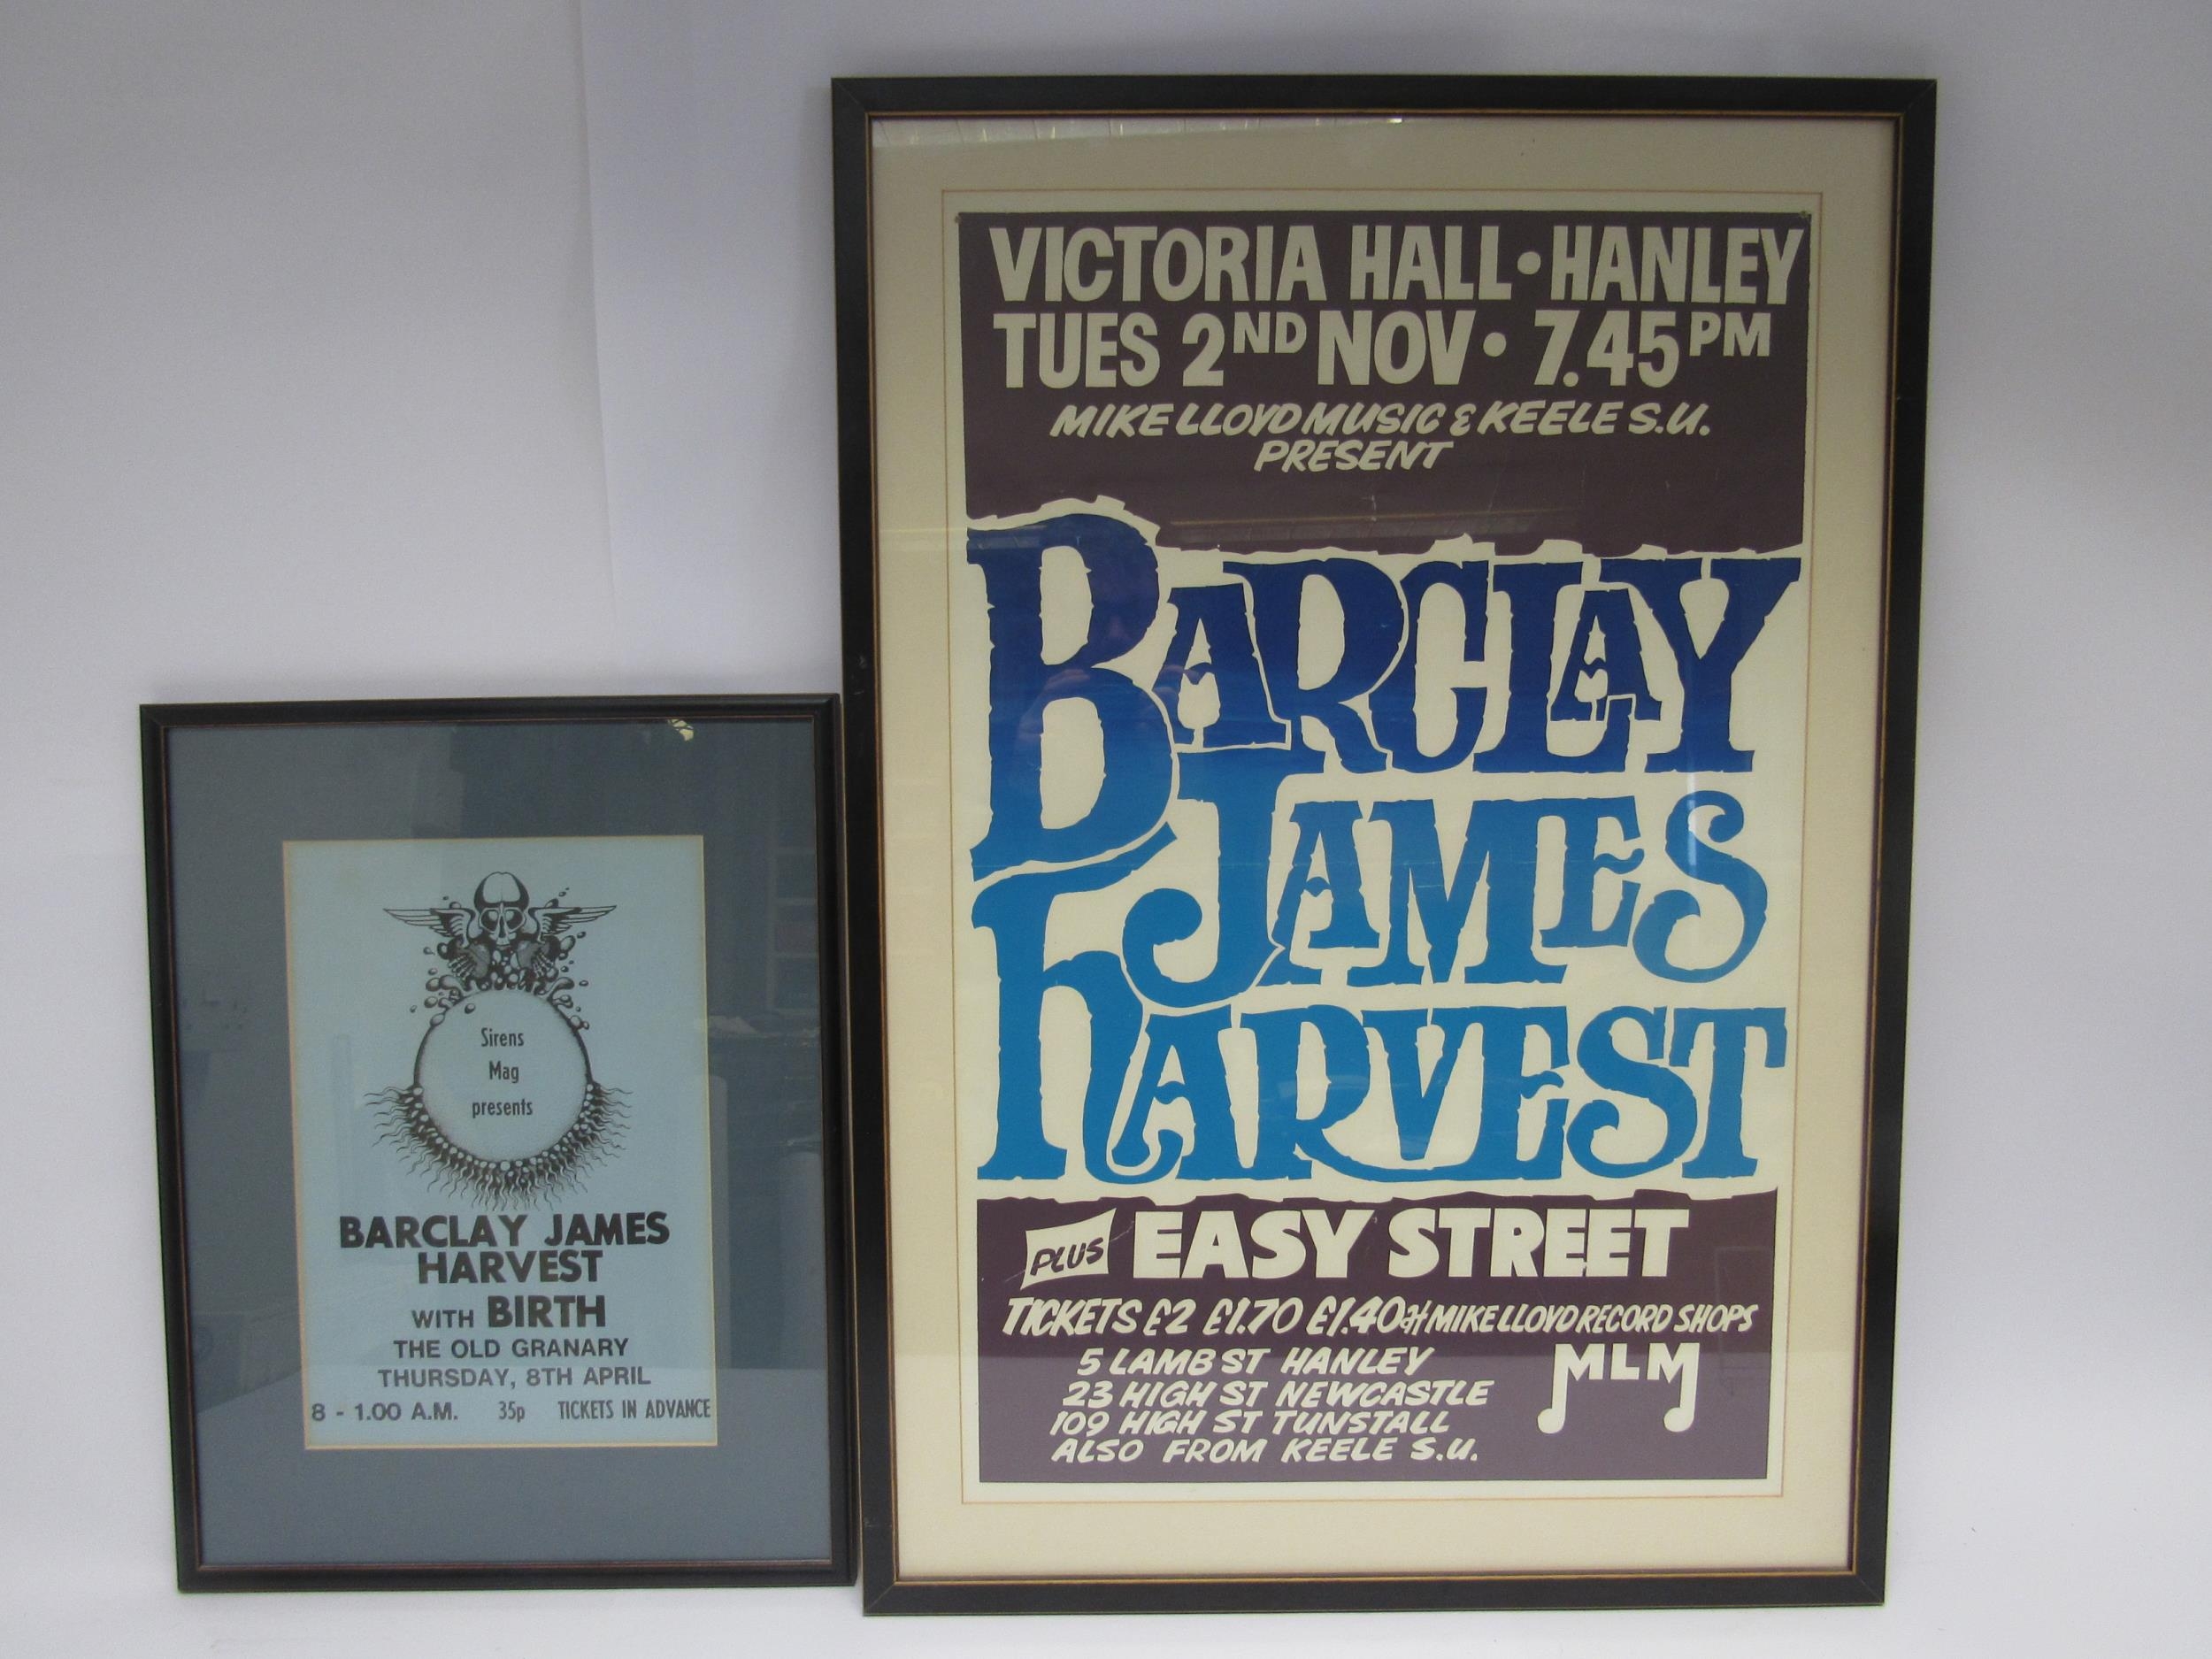 Sirens
Mag
presents
BARCLAY JAMES
HARVEST
WITH BIRTH
THE OLD GRANARY
THURSDAY, 8TH APRIL
8 - 1.00 A.M. 35p TICKETS IN ADVANCE
VICTORIA HALL • HANLEY
TUES 2ND NOV • 7.45PM
MIKE LLOYD MUSIC & KEELE S.U.
PRESENT
BARCLAY
JAMES
hARVEST
PLUS EASY STREET
TICKETS £2 £1.70 £1.40 at MIKE LLOYD RECORD SHOPS
5 LAMB ST HANLEY
23 HIGH ST NEWCASTLE
109 HIGH ST TUNSTALL
ALSO FROM KEELE S.U.
MLM